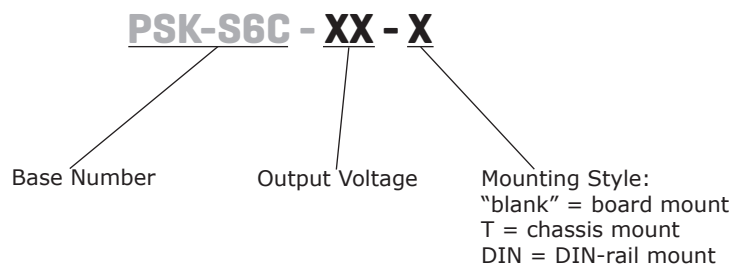 PSK-S6C - XX - X
Base Number
Output Voltage
Mounting Style:
“blank” = board mount
T = chassis mount
DIN = DIN-rail mount